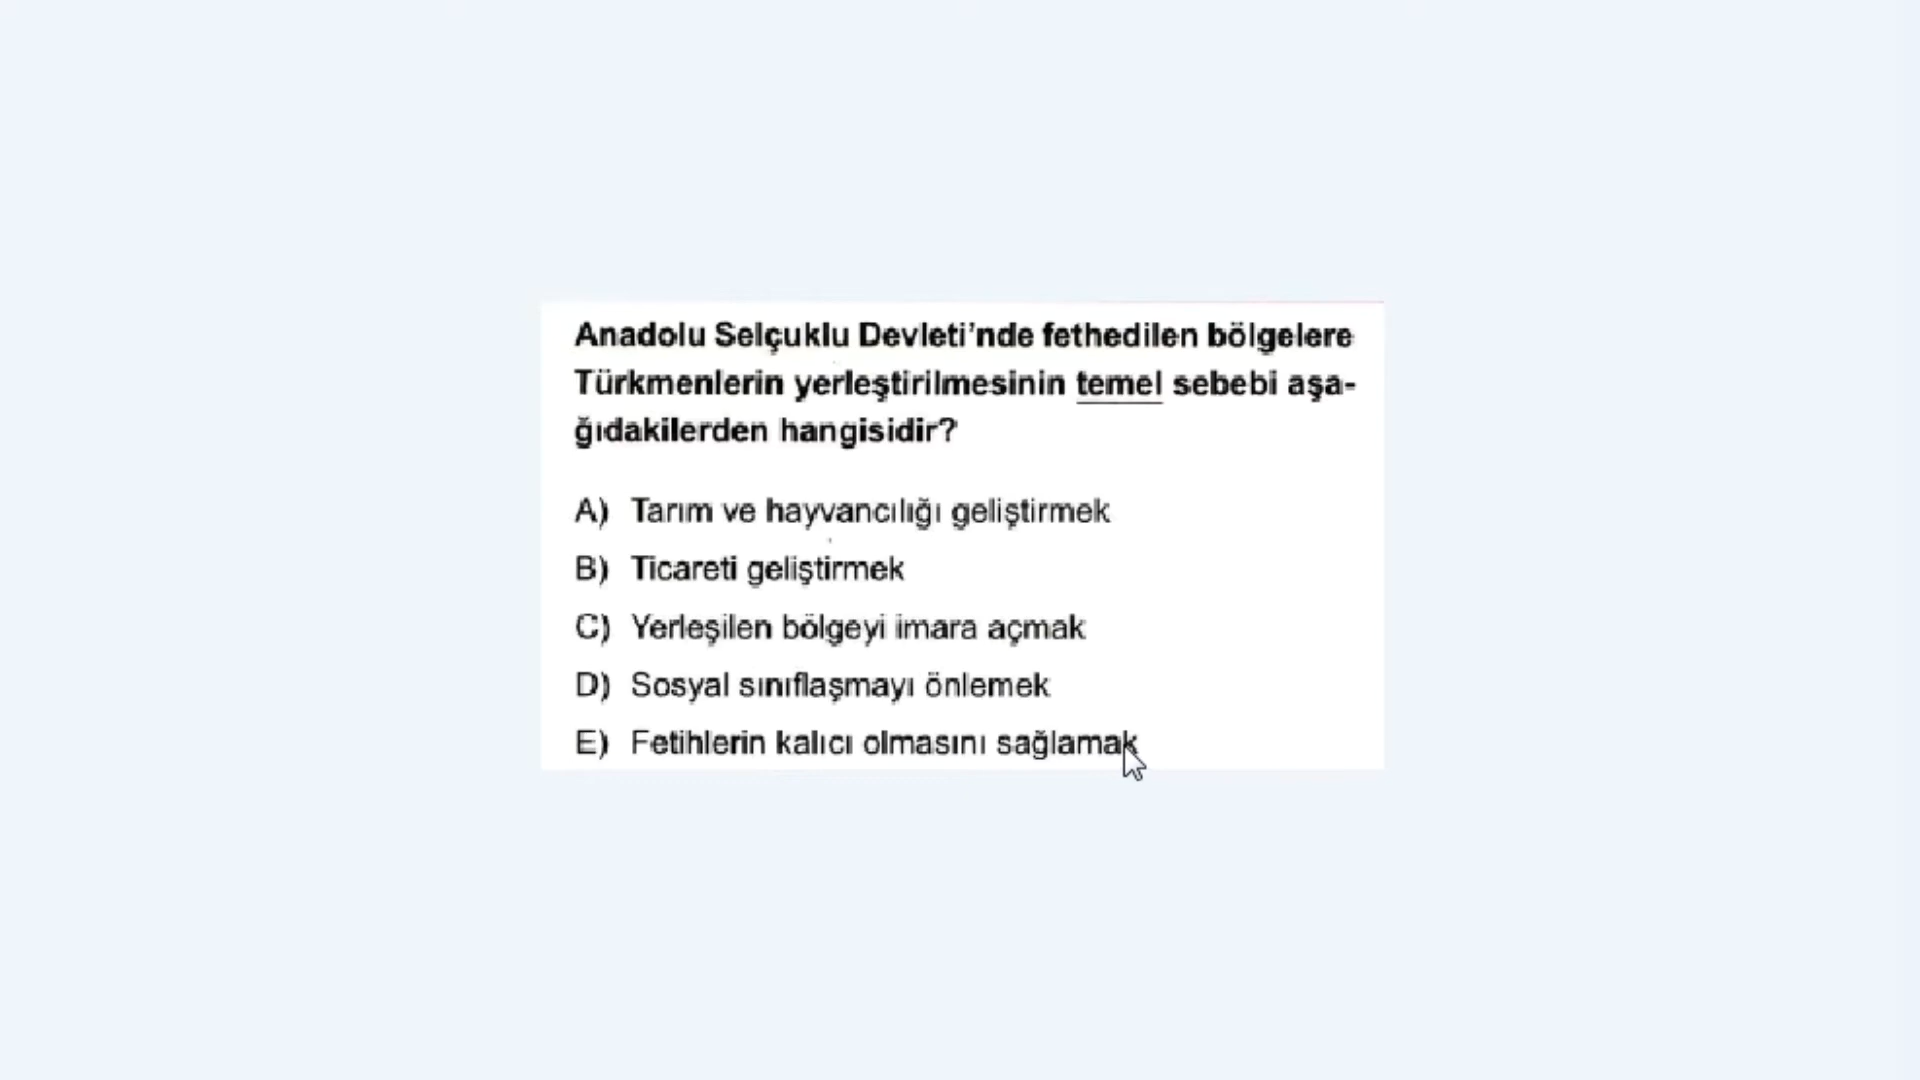 Anadolu Selçuklu Devleti'nde fethedilen bölgelere
Türkmenlerin yerleştirilmesinin temel sebebi aşa-
ğıdakilerden hangisidir?
A) Tarım ve hayvancılığı geliştirmek
B) Ticareti geliştirmek
C) Yerleşilen bölgeyi imara açmak
D) Sosyal sınıflaşmayı önlemek
E) Fetihlerin kalıcı olmasını sağlamak